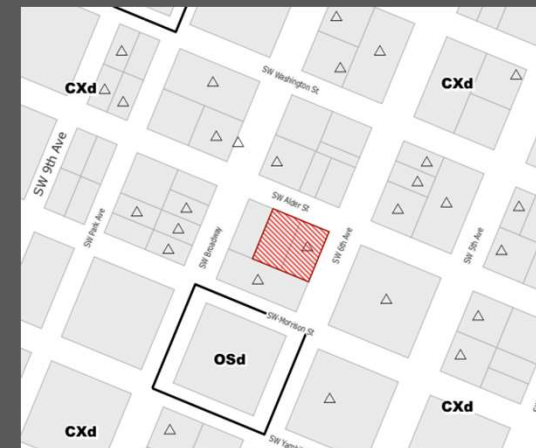 SW Washington St
CXd
CXd
SW 9th Ave
SW Alder St
SW Park Ave
SW Broadway
SW 6th Ave
SW 5th Ave
SW Morrison St
OSd
CXd
CXd